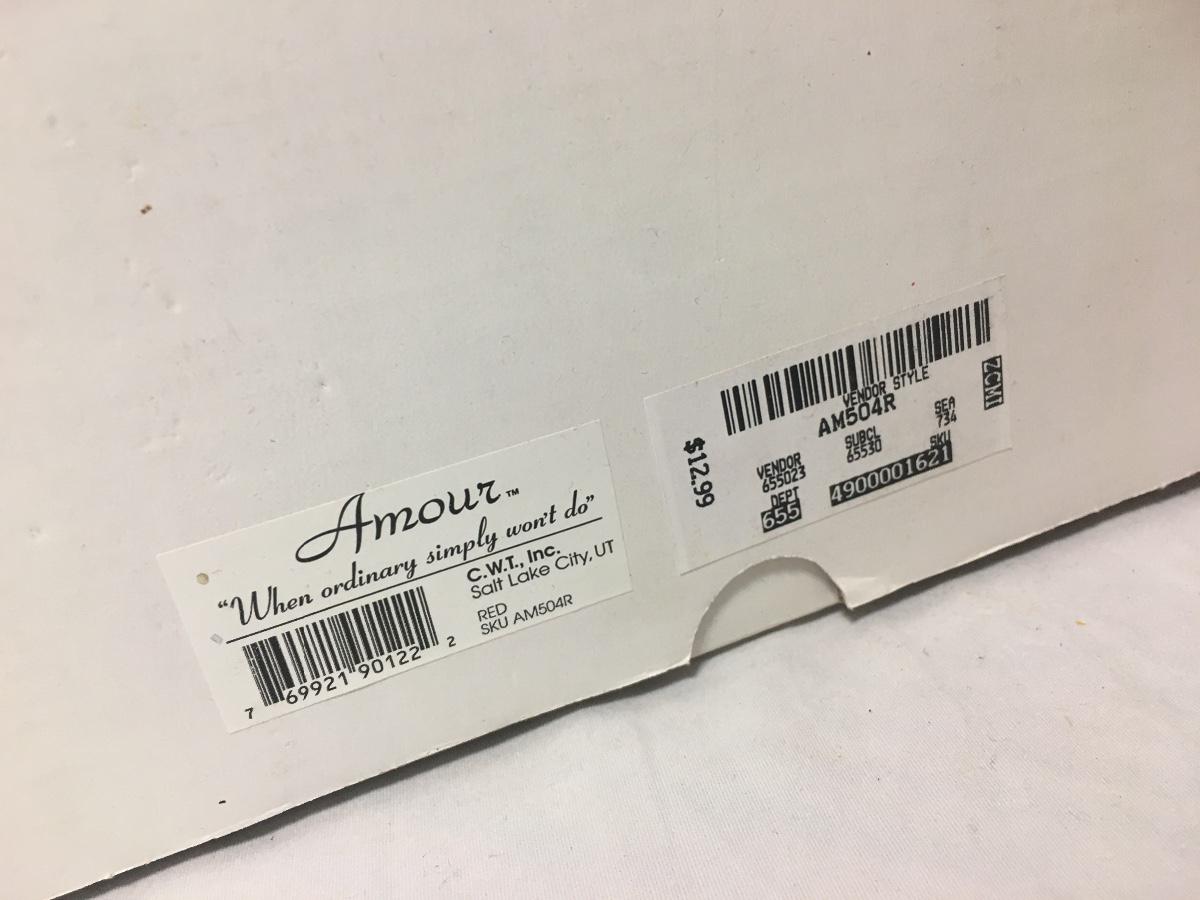 Amour™
"When ordinary simply won't do"
C.W.T., Inc.
Salt Lake City, UT
RED
SKU AM504R
7 69921 90122 2
$12.99
VENDOR STYLE
AM504R
ZCMI
VENDOR SUBCL SEA
655023 65530 734
DEPT SKU
655 4900001621